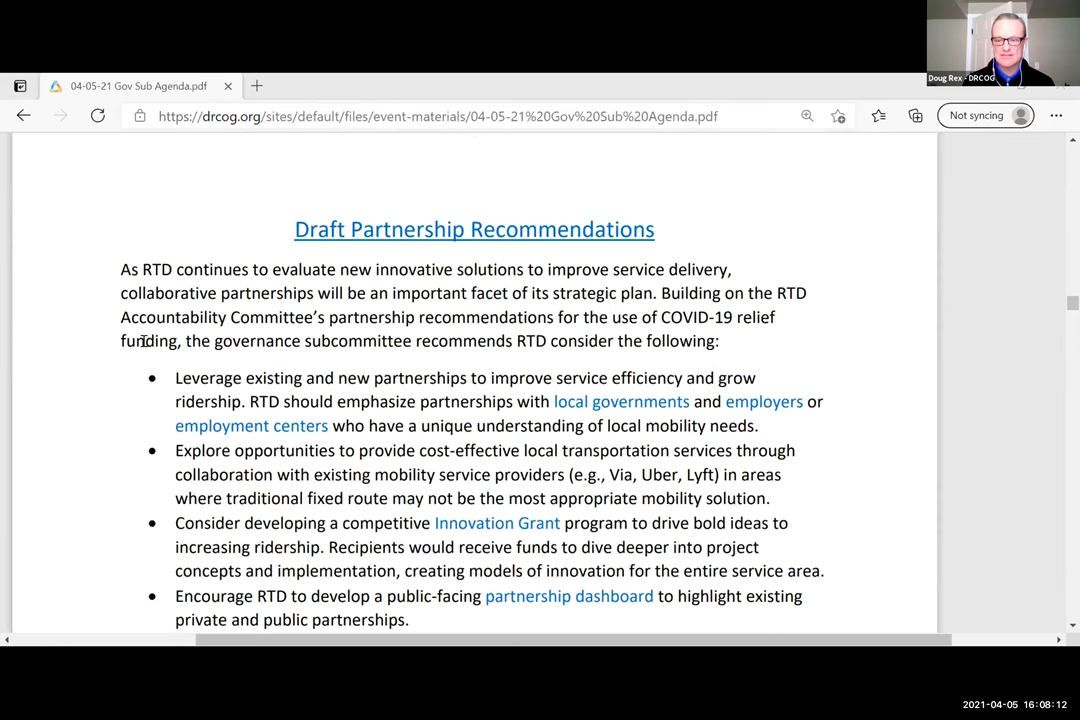 Doug Rex - DRCOG
04-05-21 Gov Sub Agenda.pdf
https://drcog.org/sites/default/files/event-materials/04-05-21%20Gov%20Sub%20Agenda.pdf
Not syncing
Draft Partnership Recommendations
As RTD continues to evaluate new innovative solutions to improve service delivery,
collaborative partnerships will be an important facet of its strategic plan. Building on the RTD
Accountability Committee’s partnership recommendations for the use of COVID-19 relief
funding, the governance subcommittee recommends RTD consider the following:
• Leverage existing and new partnerships to improve service efficiency and grow
ridership. RTD should emphasize partnerships with local governments and employers or
employment centers who have a unique understanding of local mobility needs.
• Explore opportunities to provide cost-effective local transportation services through
collaboration with existing mobility service providers (e.g., Via, Uber, Lyft) in areas
where traditional fixed route may not be the most appropriate mobility solution.
• Consider developing a competitive Innovation Grant program to drive bold ideas to
increasing ridership. Recipients would receive funds to dive deeper into project
concepts and implementation, creating models of innovation for the entire service area.
• Encourage RTD to develop a public-facing partnership dashboard to highlight existing
private and public partnerships.
2021-04-05 16:08:12